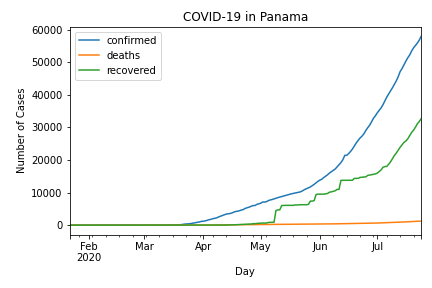 COVID-19 in Panama
confirmed
deaths
recovered
Number of Cases
60000
50000
40000
30000
20000
10000
0
Feb
2020
Mar
Apr
May
Jun
Jul
Day